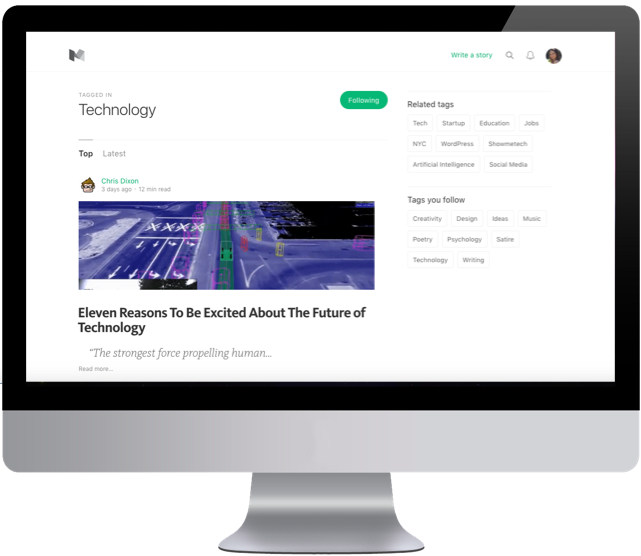 Write a story
TAGGED IN
Technology
Following
Top Latest
Chris Dixon
3 days ago · 12 min read
Eleven Reasons To Be Excited About The Future of
Technology
“The strongest force propelling human...
Read more...
Related tags
Tech Startup Education Jobs
NYC WordPress Showmetech
Artificial Intelligence Social Media
Tags you follow
Creativity Design Ideas Music
Poetry Psychology Satire
Technology Writing